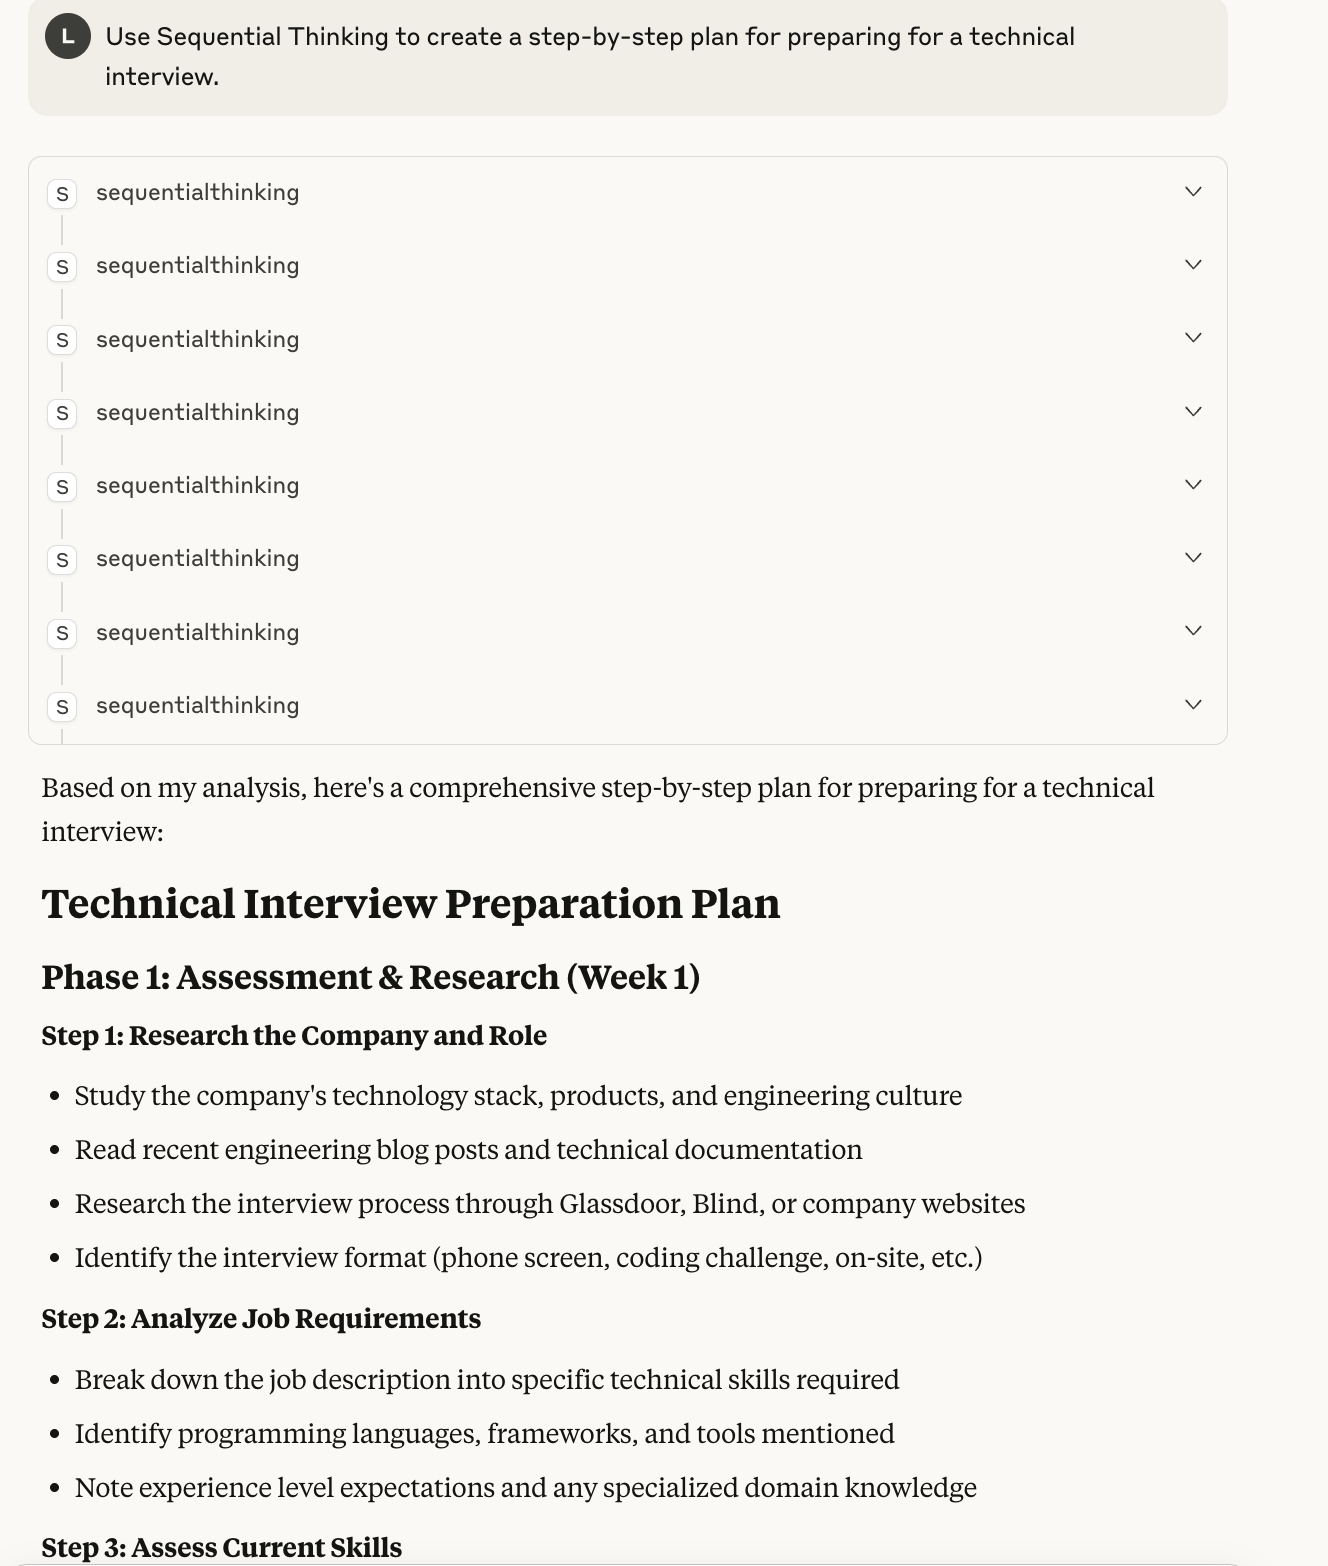 L
Use Sequential Thinking to create a step-by-step plan for preparing for a technical
interview.
S sequentialthinking
S sequentialthinking
S sequentialthinking
S sequentialthinking
S sequentialthinking
S sequentialthinking
S sequentialthinking
S sequentialthinking
Based on my analysis, here's a comprehensive step-by-step plan for preparing for a technical
interview:
Technical Interview Preparation Plan
Phase 1: Assessment & Research (Week 1)
Step 1: Research the Company and Role
• Study the company's technology stack, products, and engineering culture
• Read recent engineering blog posts and technical documentation
• Research the interview process through Glassdoor, Blind, or company websites
• Identify the interview format (phone screen, coding challenge, on-site, etc.)
Step 2: Analyze Job Requirements
• Break down the job description into specific technical skills required
• Identify programming languages, frameworks, and tools mentioned
• Note experience level expectations and any specialized domain knowledge
Step 3: Assess Current Skills